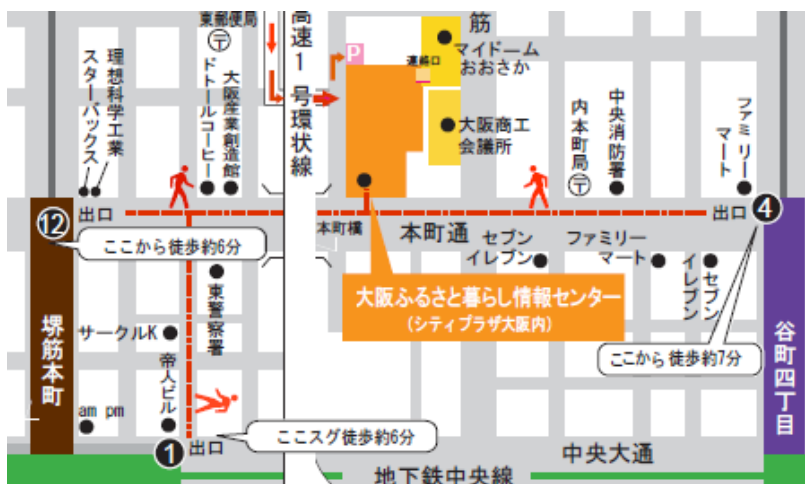 東郵便局
〒
高速1号環状線
筋
マイドーム
おおさか
P
連絡口
理想科学工業
スターバックス
大阪産業創造館
ドトールコーヒー
大阪商工
会議所
内本町局
〒
中央消防署
ファミリー
マート
⑫
出口
ここから徒歩約6分
本町橋
本町通
セブン
イレブン
ファミリー
マート
セブン
イレブン
出口
4
東警察署
大阪ふるさと暮らし情報センター
(シティプラザ大阪内)
サークルK
帝人ビル
堺筋本町
am pm
ここから 徒歩約7分
谷町四丁目
1
出口
ここスグ徒歩約6分
中央大通
地下鉄中央線